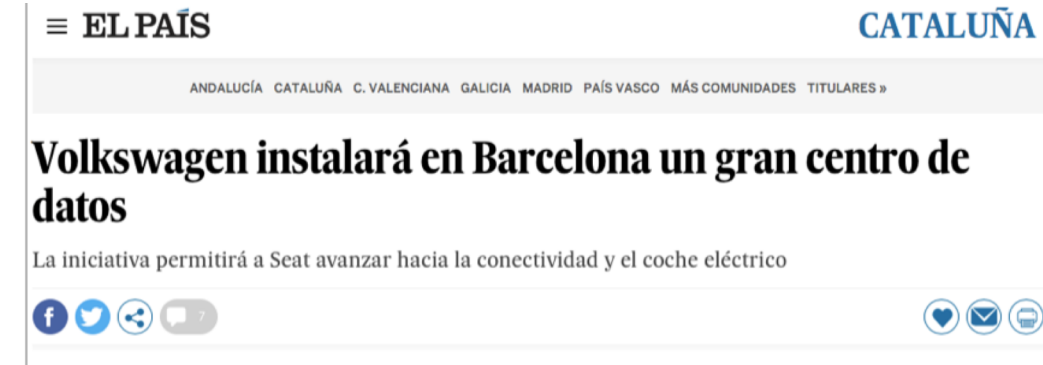 EL PAÍS CATALUÑA
ANDALUCÍA CATALUÑA C. VALENCIANA GALICIA MADRID PAÍS VASCO MÁS COMUNIDADES TITULARES »
Volkswagen instalará en Barcelona un gran centro de
datos
La iniciativa permitirá a Seat avanzar hacia la conectividad y el coche eléctrico
7